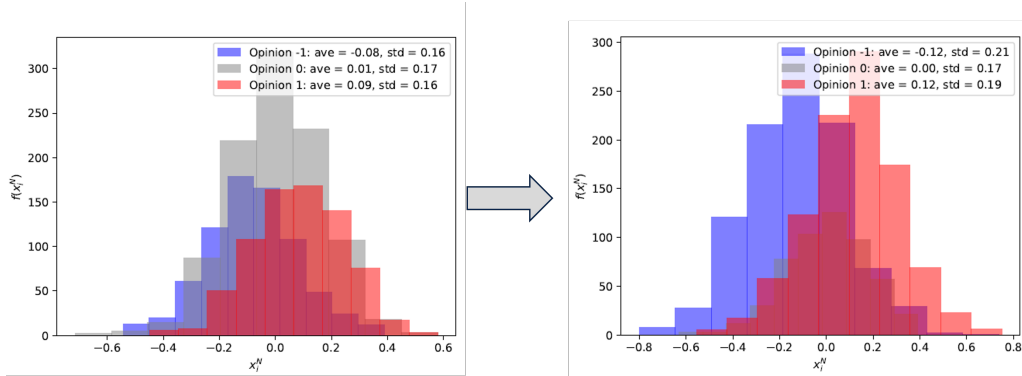 Opinion -1: ave = -0.08, std = 0.16
Opinion 0: ave = 0.01, std = 0.17
Opinion 1: ave = 0.09, std = 0.16
300
250
200
150
100
50
0
f(x_i^N)
−0.6 −0.4 −0.2 0.0 0.2 0.4 0.6
x_i^N
Opinion -1: ave = -0.12, std = 0.21
Opinion 0: ave = 0.00, std = 0.17
Opinion 1: ave = 0.12, std = 0.19
300
250
200
150
100
50
0
f(x_i^N)
−0.8 −0.6 −0.4 −0.2 0.0 0.2 0.4 0.6 0.8
x_i^N